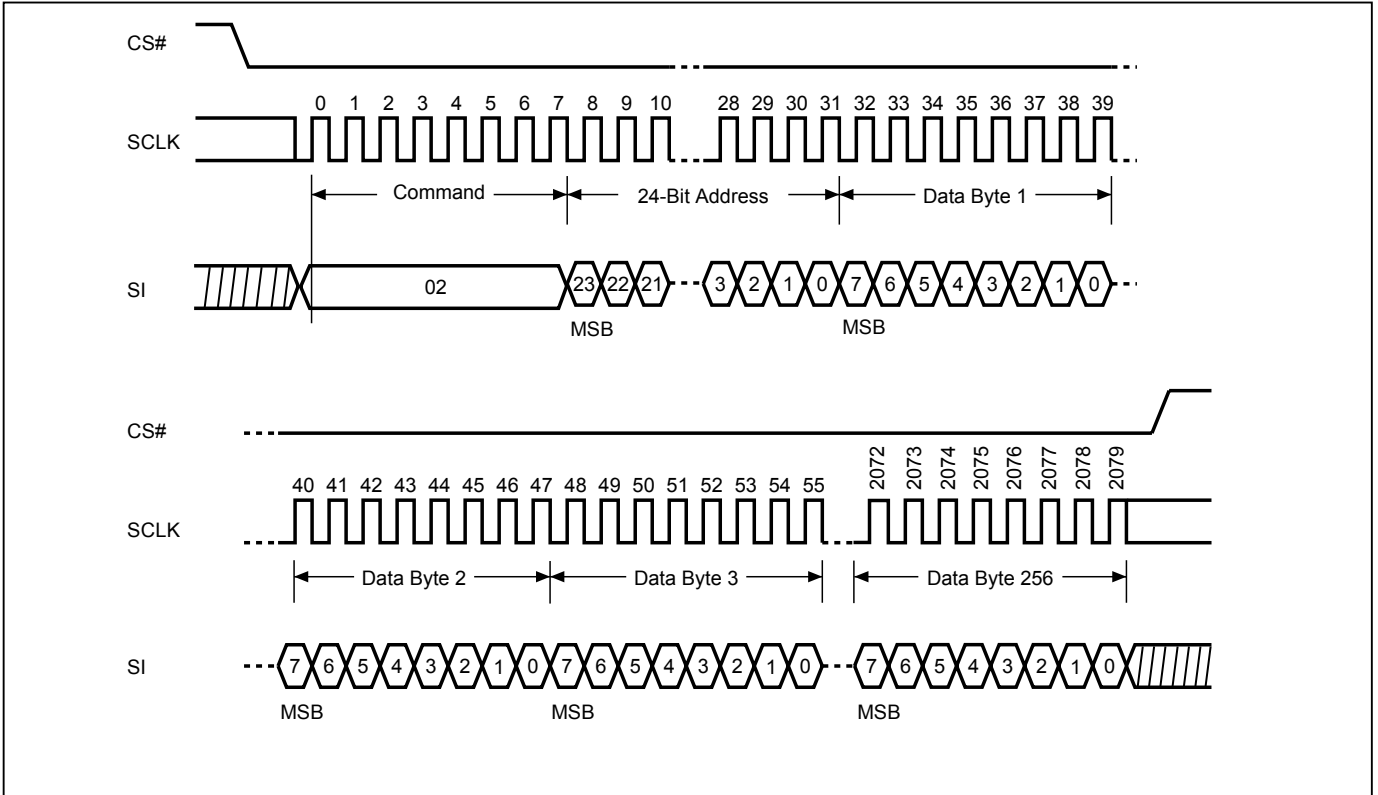 CS#
0 1 2 3 4 5 6 7 8 9 10 28 29 30 31 32 33 34 35 36 37 38 39
SCLK
Command 24-Bit Address Data Byte 1
SI 02 23 22 21 3 2 1 0 7 6 5 4 3 2 1 0
MSB MSB
CS#
40 41 42 43 44 45 46 47 48 49 50 51 52 53 54 55 2072 2073 2074 2075 2076 2077 2078 2079
SCLK
Data Byte 2 Data Byte 3 Data Byte 256
SI 7 6 5 4 3 2 1 0 7 6 5 4 3 2 1 0 7 6 5 4 3 2 1 0
MSB MSB MSB